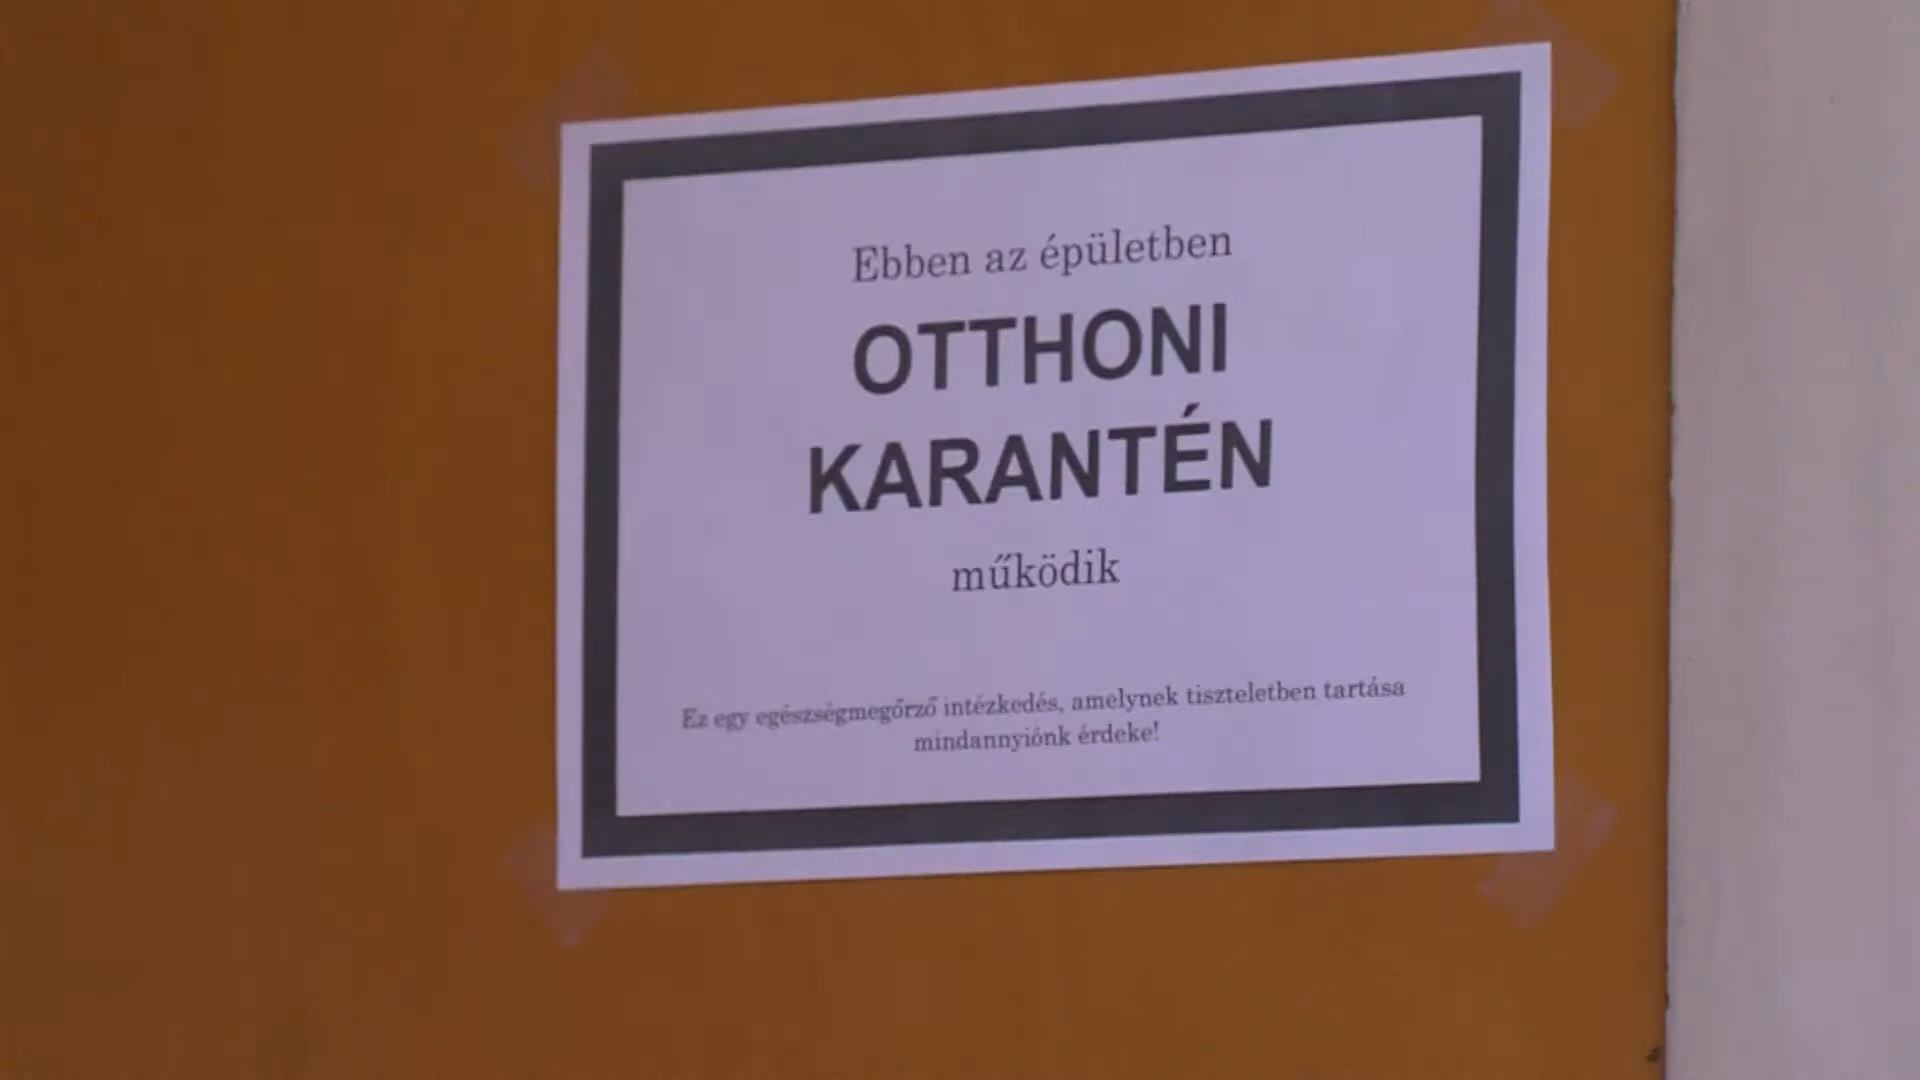 Ebben az épületben
OTTHONI
KARANTÉN
működik
Ez egy egészségmegőrző intézkedés, amelynek tiszteletben tartása
mindannyiónk érdeke!